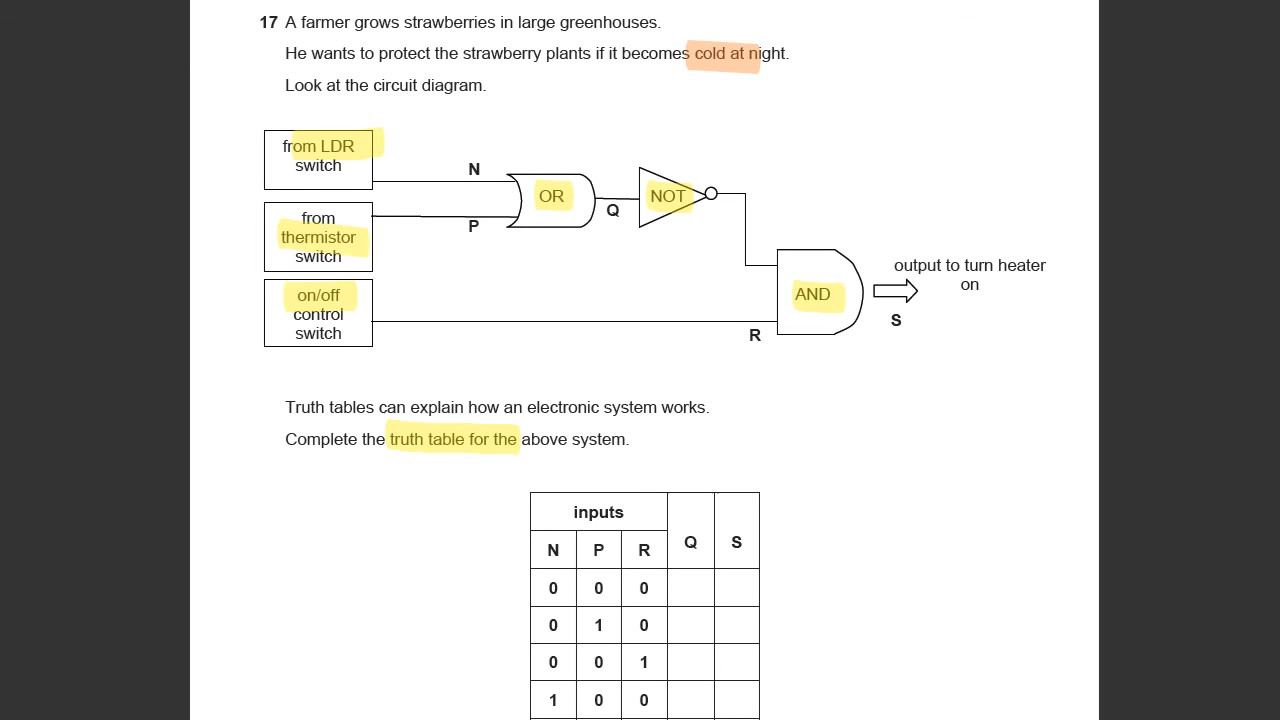 17 A farmer grows strawberries in large greenhouses.
He wants to protect the strawberry plants if it becomes cold at night.
Look at the circuit diagram.
from LDR
switch
N
OR
NOT
from
thermistor
switch
P
Q
output to turn heater
on
on/off
control
switch
AND
R
S
Truth tables can explain how an electronic system works.
Complete the truth table for the above system.
inputs
Q S
N P R
0 0 0
0 1 0
0 0 1
1 0 0